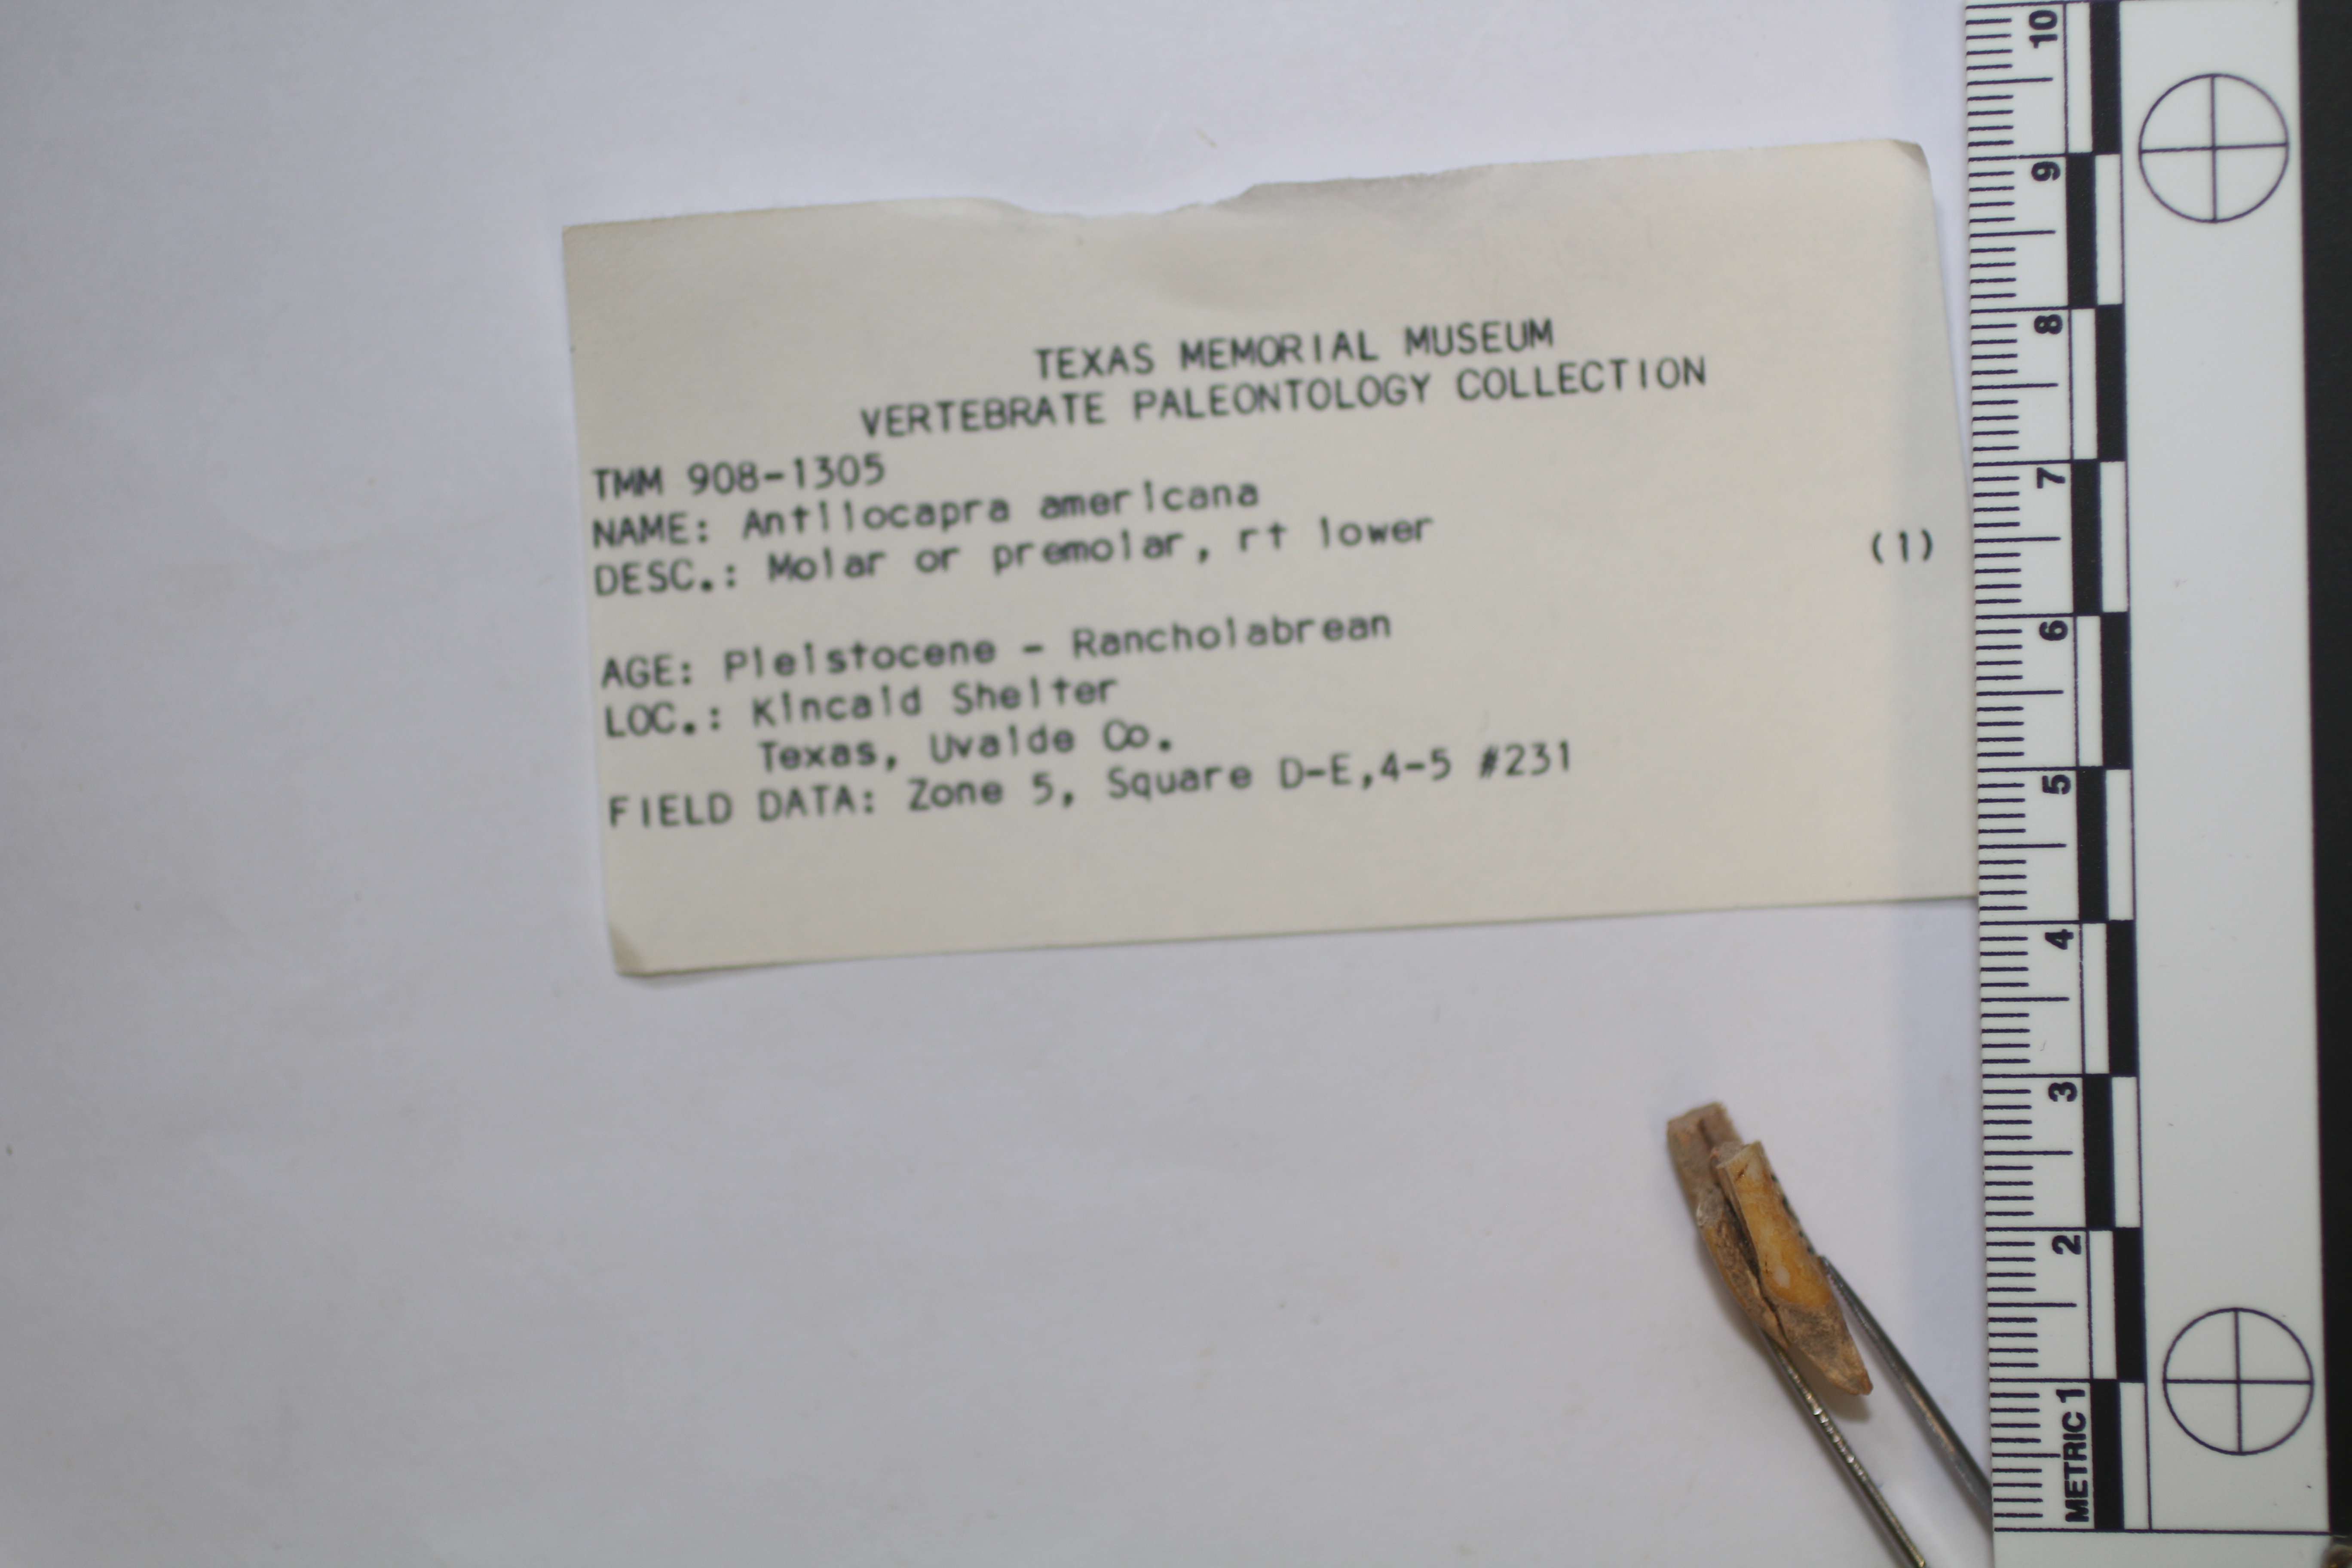 TEXAS MEMORIAL MUSEUM
VERTEBRATE PALEONTOLOGY COLLECTION
TMM 908-1305
NAME: Antilocapra americana
DESC.: Molar or premolar, rt lower (1)
AGE: Pleistocene - Rancholabrean
LOC.: Kincaid Shelter
Texas, Uvalde Co.
FIELD DATA: Zone 5, Square D-E,4-5 #231
10
9
8
7
6
5
4
3
2
METRIC 1